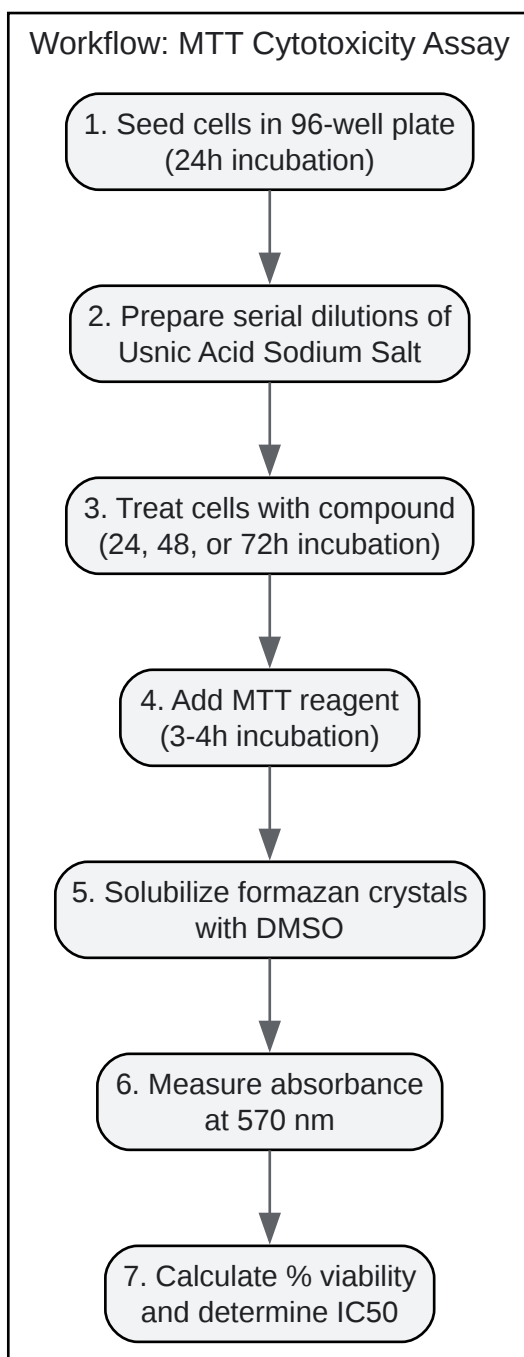 Workflow: MTT Cytotoxicity Assay
1. Seed cells in 96-well plate
(24h incubation)
2. Prepare serial dilutions of
Usnic Acid Sodium Salt
3. Treat cells with compound
(24, 48, or 72h incubation)
4. Add MTT reagent
(3-4h incubation)
5. Solubilize formazan crystals
with DMSO
6. Measure absorbance
at 570 nm
7. Calculate % viability
and determine IC50